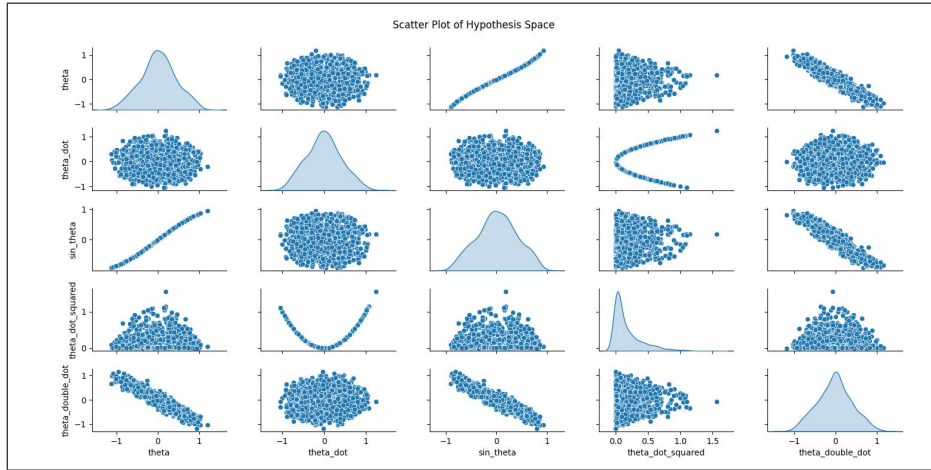 Scatter Plot of Hypothesis Space
theta
1
0
−1
theta_dot
1
0
−1
sin_theta
1
0
theta_dot_squared
1
0
theta_double_dot
1
0
−1
−1 0 1
theta
−1 0 1
theta_dot
−1 0 1
sin_theta
0.0 0.5 1.0 1.5
theta_dot_squared
−1 0 1
theta_double_dot